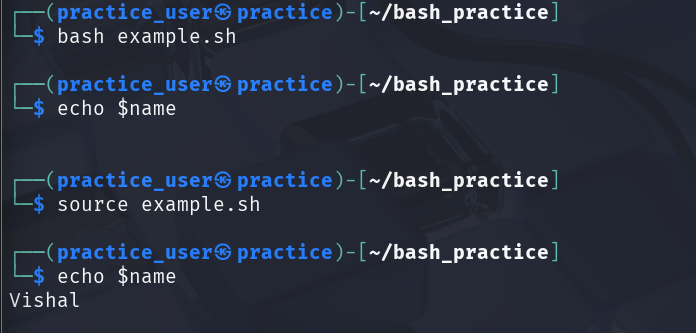 ┌──(practice_user㉿practice)-[~/bash_practice]
└─$ bash example.sh
┌──(practice_user㉿practice)-[~/bash_practice]
└─$ echo $name
┌──(practice_user㉿practice)-[~/bash_practice]
└─$ source example.sh
┌──(practice_user㉿practice)-[~/bash_practice]
└─$ echo $name
Vishal